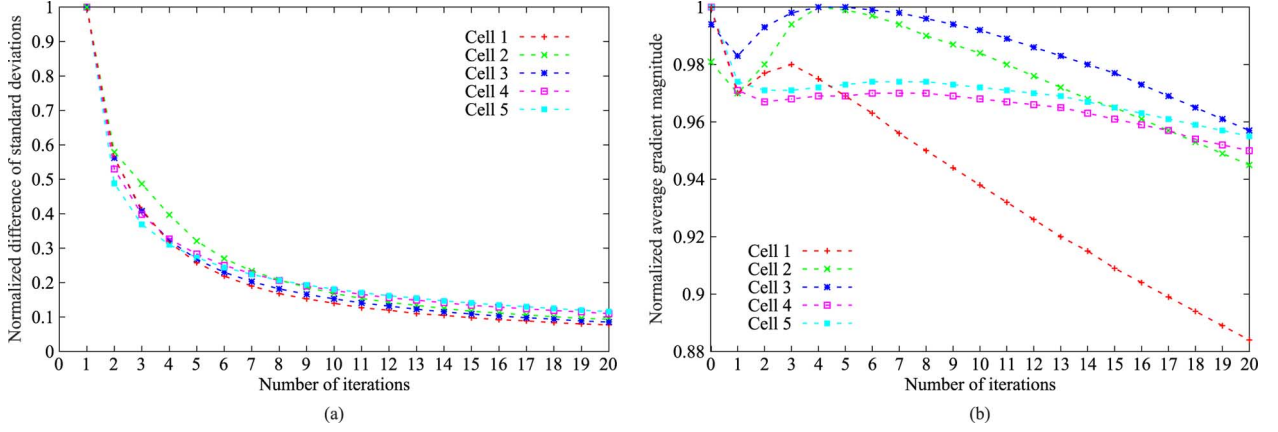 Normalized difference of standard deviations
1
0.9
0.8
0.7
0.6
0.5
0.4
0.3
0.2
0.1
0
Cell 1
Cell 2
Cell 3
Cell 4
Cell 5
0 1 2 3 4 5 6 7 8 9 10 11 12 13 14 15 16 17 18 19 20
Number of iterations
(a)
Normalized average gradient magnitude
1
0.98
0.96
0.94
0.92
0.9
0.88
Cell 1
Cell 2
Cell 3
Cell 4
Cell 5
0 1 2 3 4 5 6 7 8 9 10 11 12 13 14 15 16 17 18 19 20
Number of iterations
(b)